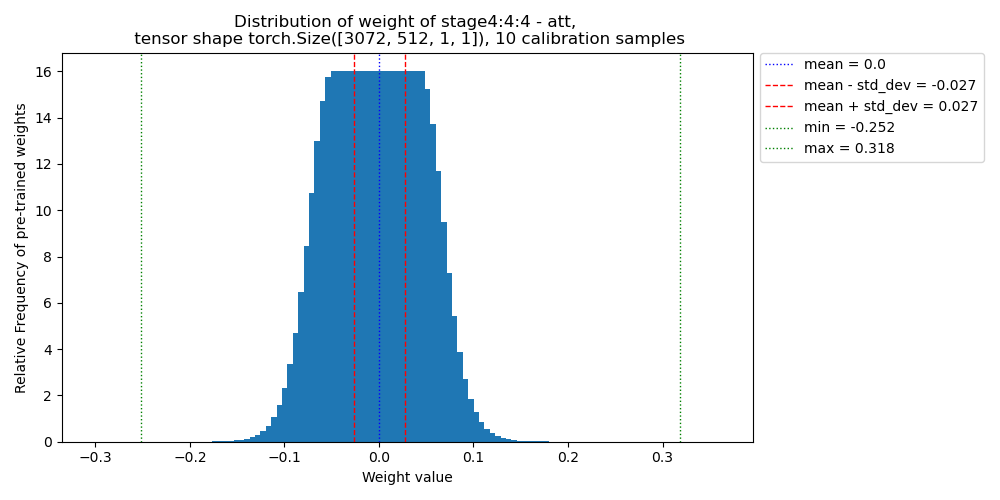 Distribution of weight of stage4:4:4 - att,
tensor shape torch.Size([3072, 512, 1, 1]), 10 calibration samples
mean = 0.0
mean - std_dev = -0.027
mean + std_dev = 0.027
min = -0.252
max = 0.318
Relative Frequency of pre-trained weights
16
14
12
10
8
6
4
2
0
−0.3
−0.2
−0.1
0.0
0.1
0.2
0.3
Weight value